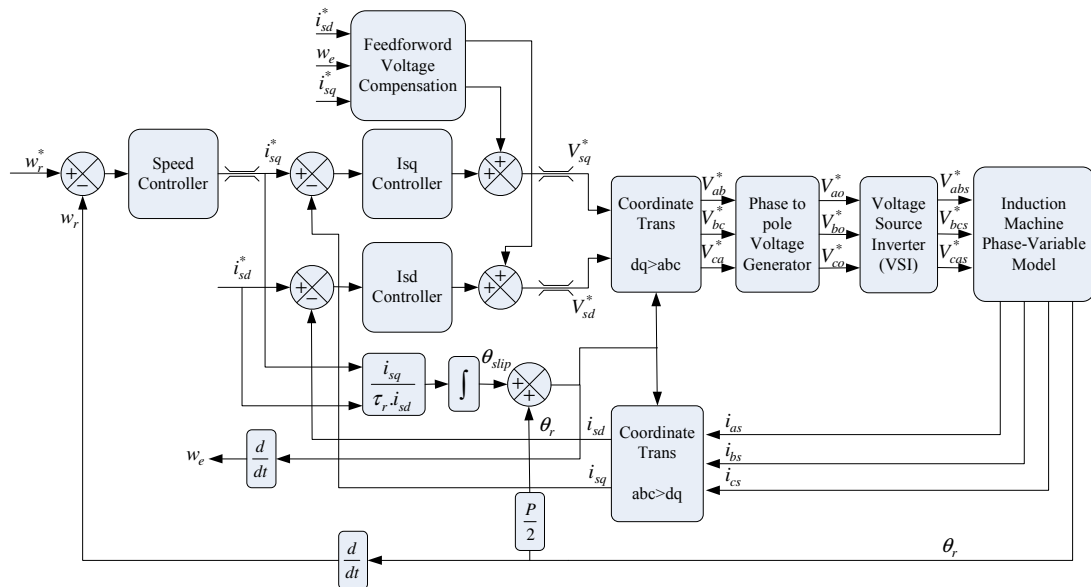 i*sd
we
i*sq
Feedforword
Voltage
Compensation
w*r
+
−
wr
Speed
Controller
i*sq
+
−
Isq
Controller
+
+
V*sq
i*sd
+
−
Isd
Controller
+
+
V*sd
Coordinate
Trans
dq>abc
V*ab
V*bc
V*ca
Phase to
pole
Voltage
Generator
V*ao
V*bo
V*co
Voltage
Source
Inverter
(VSI)
V*abs
V*bcs
V*cas
Induction
Machine
Phase-Variable
Model
isq
τr.isd
∫
θslip
+
+
θr
isd
isq
Coordinate
Trans
abc>dq
ias
ibs
ics
we
d
dt
P
2
d
dt
θr